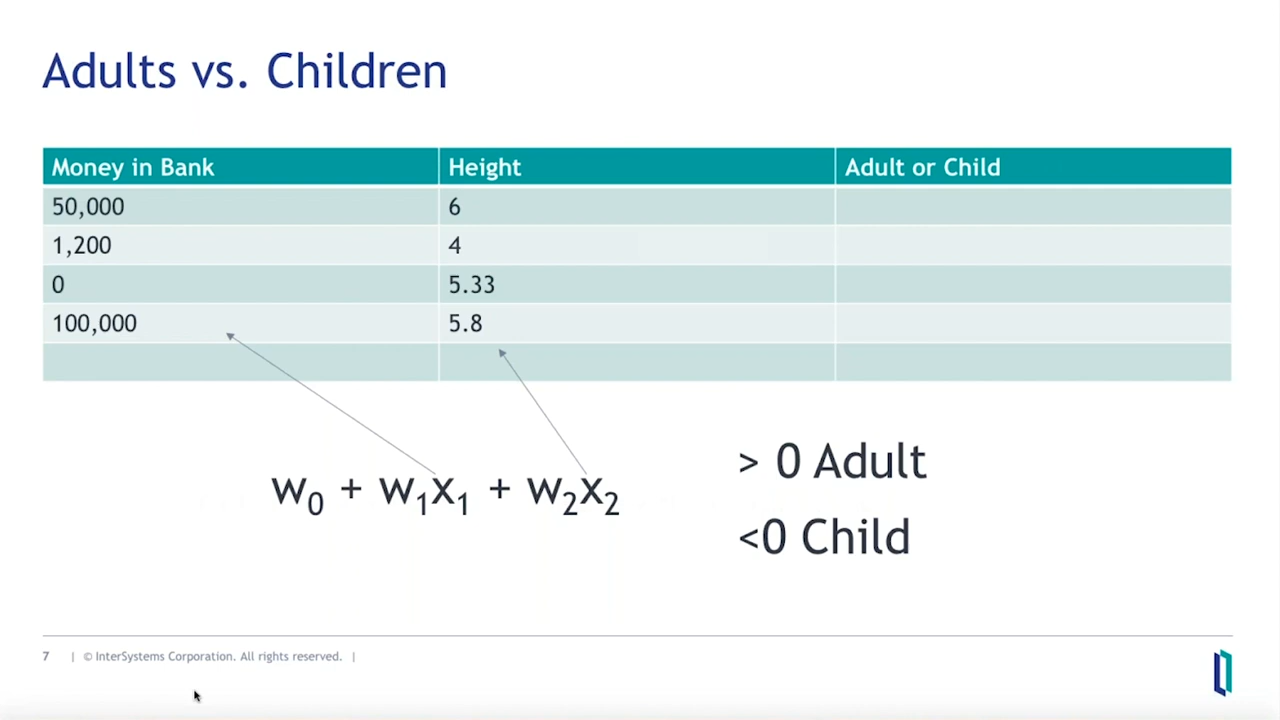 Adults vs. Children
Money in Bank Height Adult or Child
50,000 6
1,200 4
0 5.33
100,000 5.8
w₀ + w₁x₁ + w₂x₂
> 0 Adult
<0 Child
7 | © InterSystems Corporation. All rights reserved. |